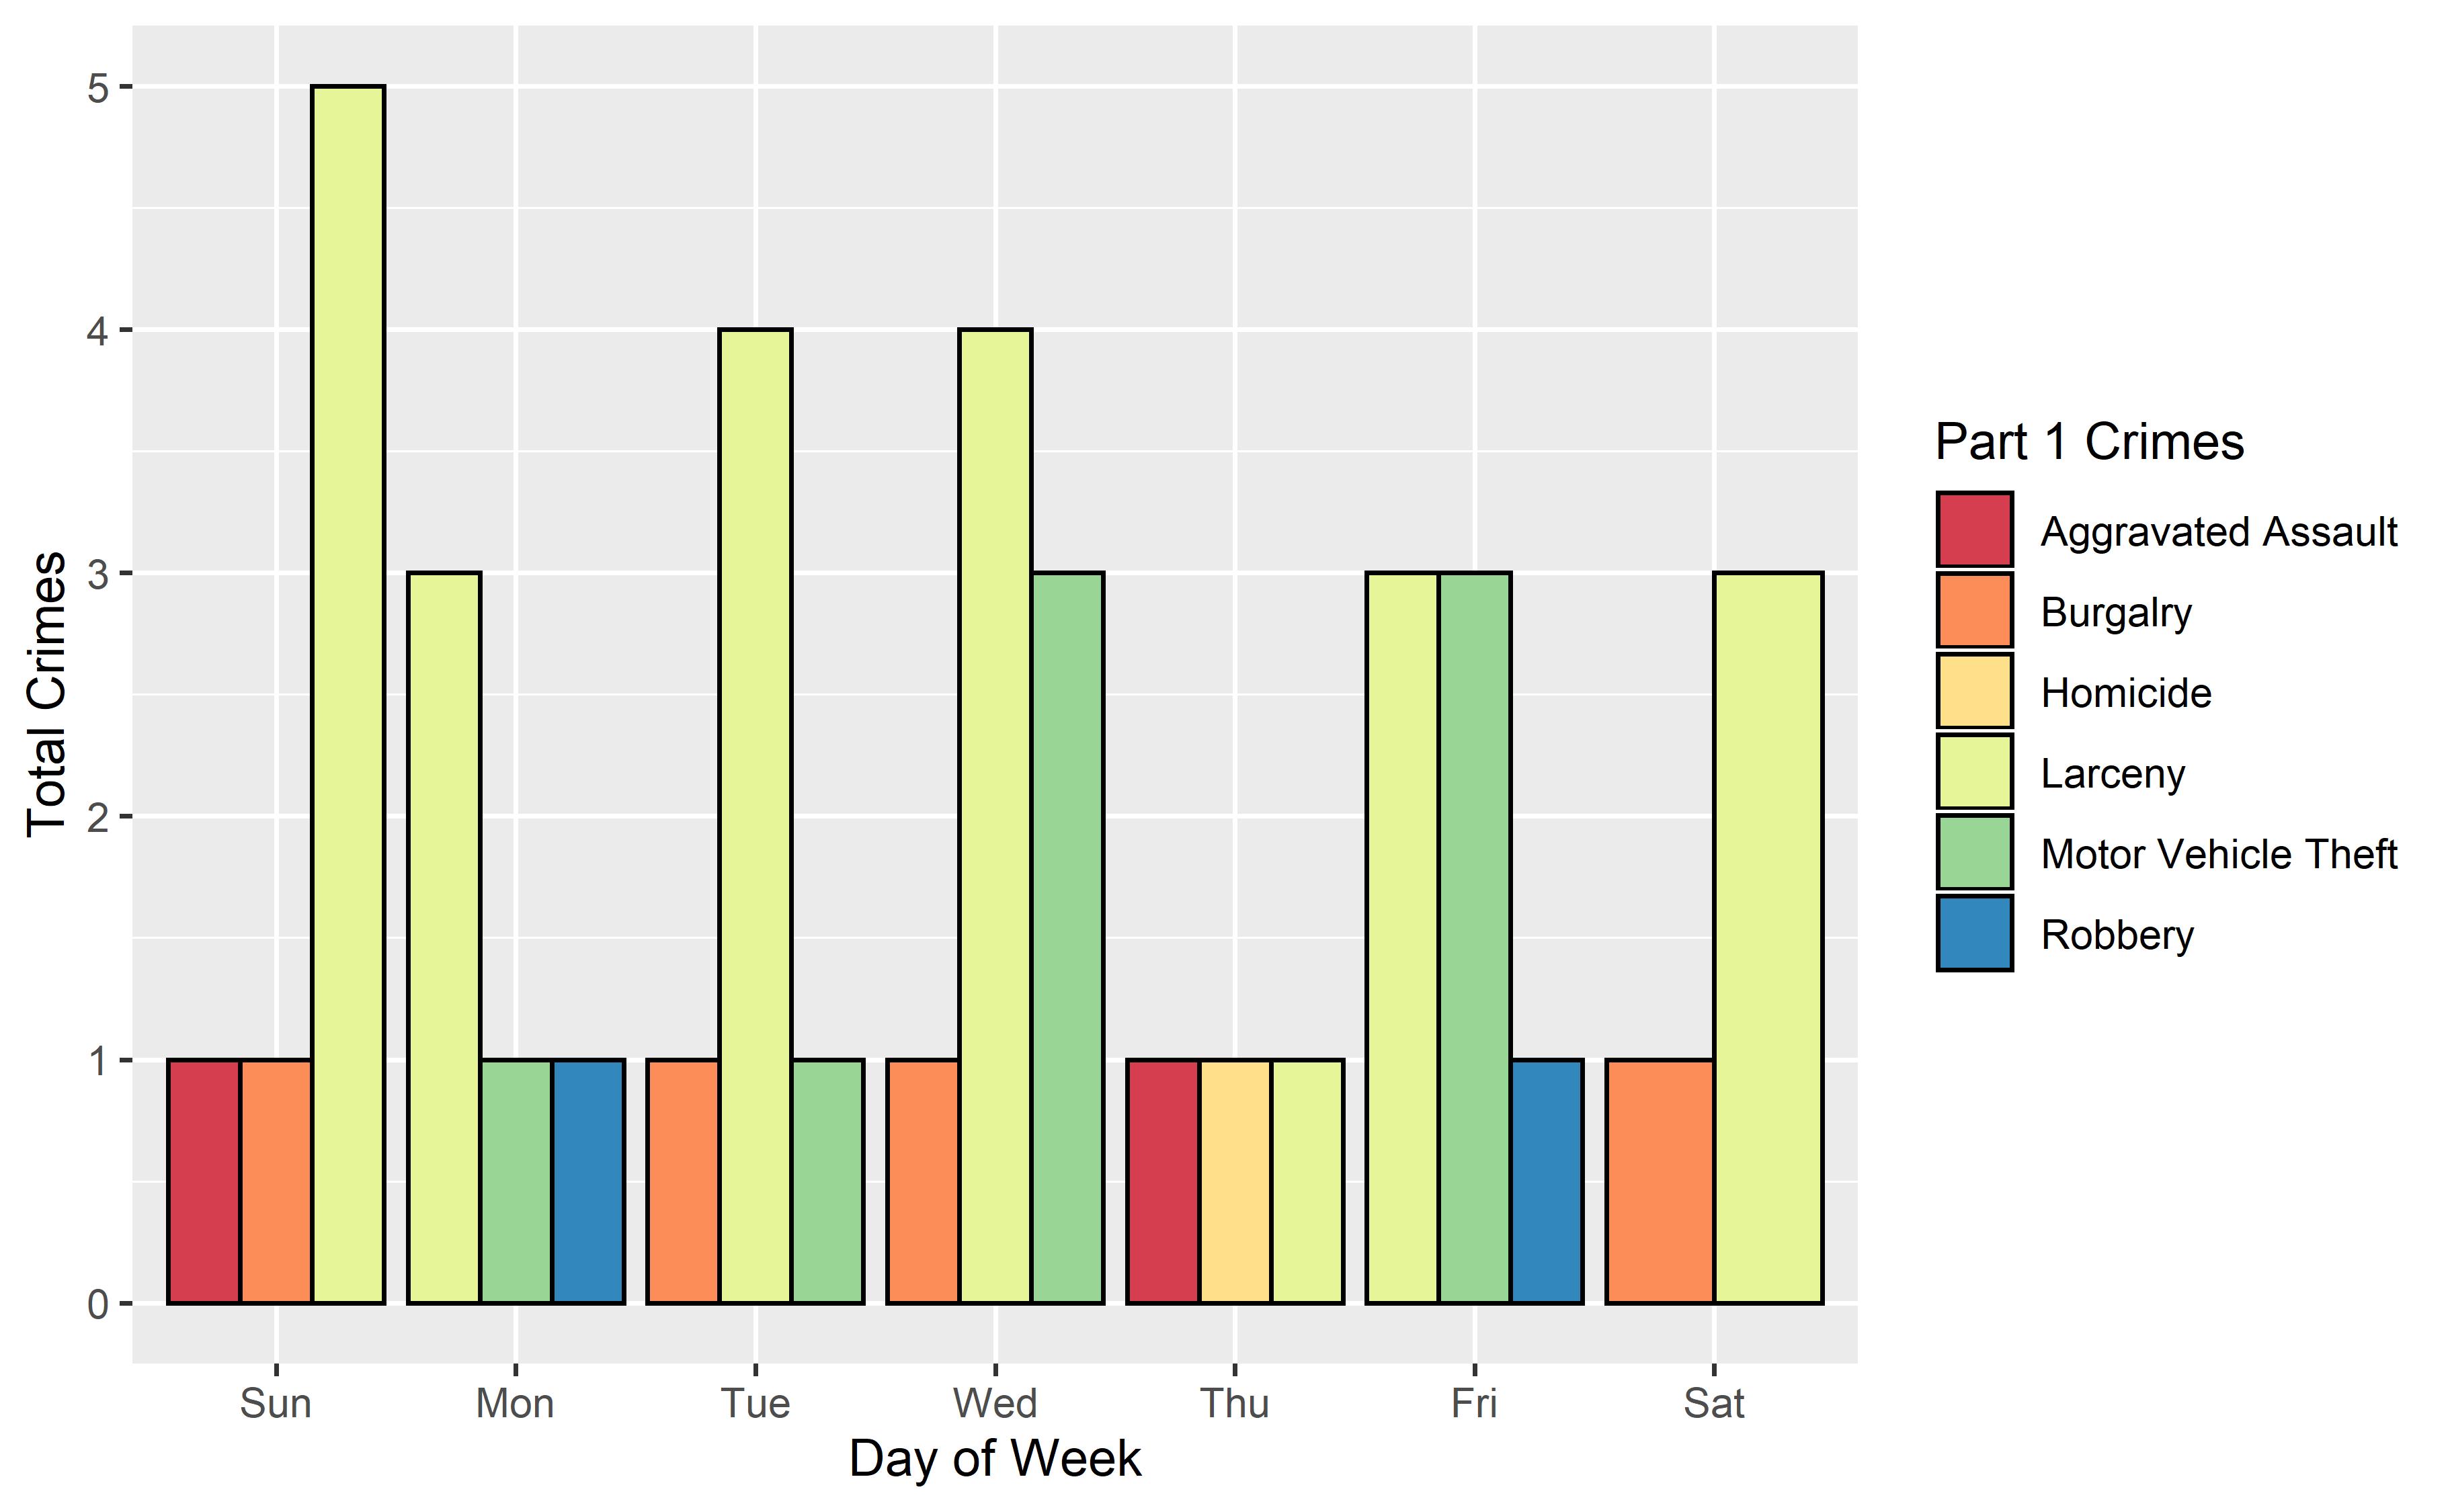 5
4
3
2
1
0
Total Crimes
Sun Mon Tue Wed Thu Fri Sat
Day of Week
Part 1 Crimes
Aggravated Assault
Burgalry
Homicide
Larceny
Motor Vehicle Theft
Robbery